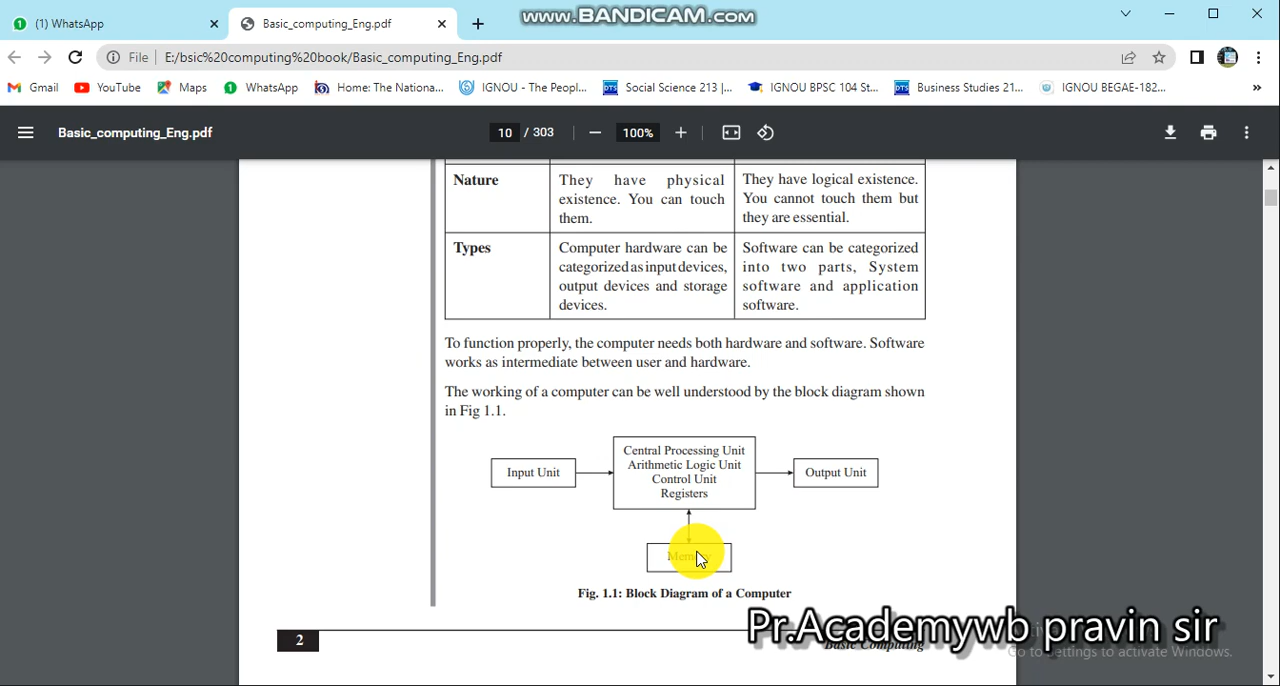 (1) WhatsApp
Basic_computing_Eng.pdf
www.BANDICAM.com
File E:/bsic%20computing%20book/Basic_computing_Eng.pdf
Gmail YouTube Maps WhatsApp Home: The Nationa... IGNOU - The Peopl... Social Science 213 |... IGNOU BPSC 104 St... Business Studies 21... IGNOU BEGAE-182...
Basic_computing_Eng.pdf 10 / 303 100%
Nature
They have physical
existence. You can touch
them.
They have logical existence.
You cannot touch them but
they are essential.
Types
Computer hardware can be
categorized as input devices,
output devices and storage
devices.
Software can be categorized
into two parts, System
software and application
software.
To function properly, the computer needs both hardware and software. Software
works as intermediate between user and hardware.
The working of a computer can be well understood by the block diagram shown
in Fig 1.1.
Input Unit
Central Processing Unit
Arithmetic Logic Unit
Control Unit
Registers
Output Unit
Memory
Fig. 1.1: Block Diagram of a Computer
Pr.Academywb pravin sir
2
Basic Computing
Go to Settings to activate Windows.